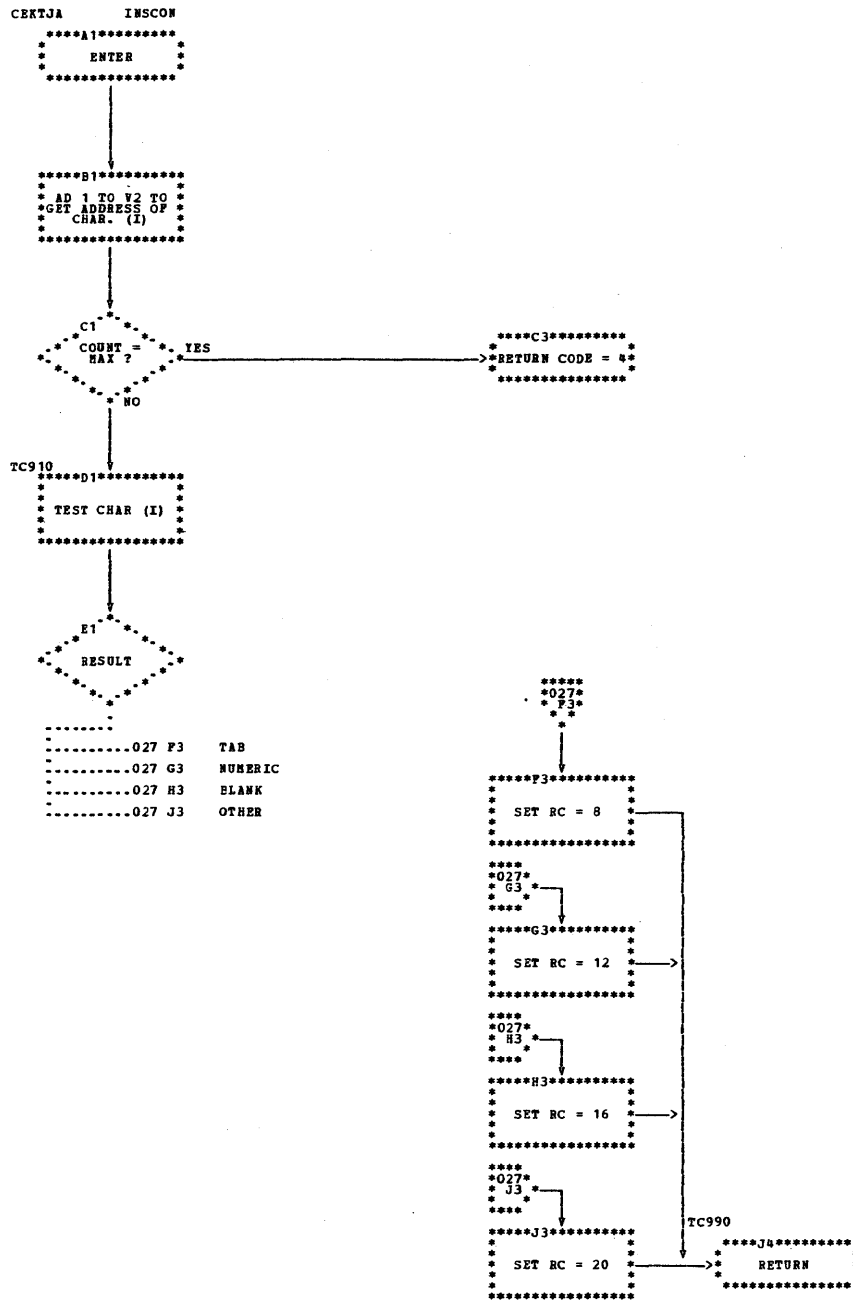 CEKTJA INSCON
A1
ENTER
B1
AD 1 TO V2 TO
GET ADDRESS OF
CHAR. (I)
C1
COUNT =
MAX ?
YES
NO
C3
RETURN CODE = 4
TC910
D1
TEST CHAR (I)
E1
RESULT
027 F3 TAB
027 G3 NUMERIC
027 H3 BLANK
027 J3 OTHER
027
F3
F3
SET RC = 8
027
G3
G3
SET RC = 12
027
H3
H3
SET RC = 16
027
J3
J3
SET RC = 20
TC990
J4
RETURN